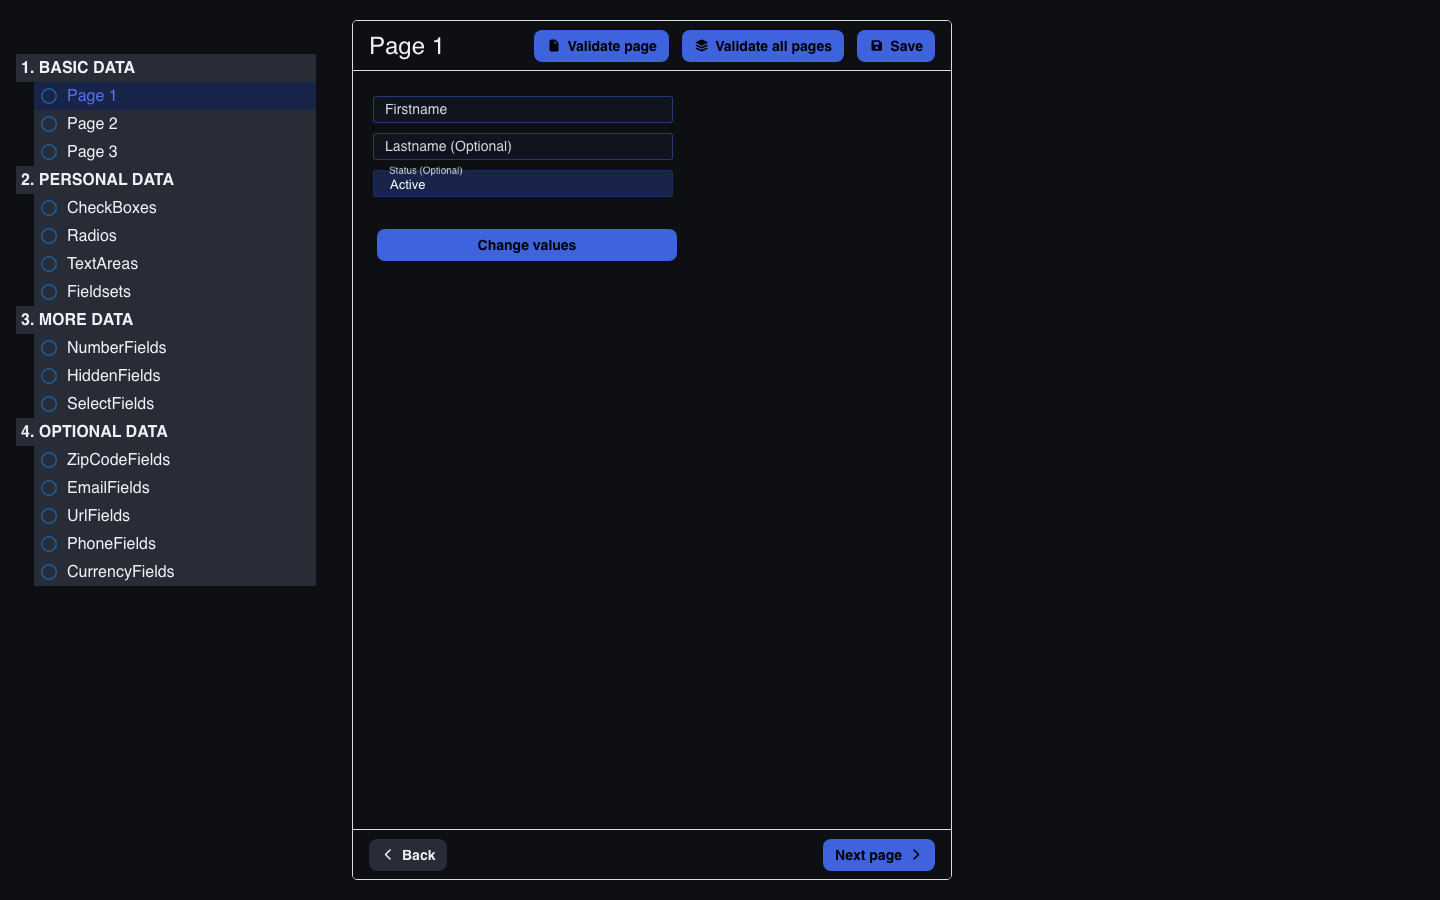 1. BASIC DATA
Page 1
Page 2
Page 3
2. PERSONAL DATA
CheckBoxes
Radios
TextAreas
Fieldsets
3. MORE DATA
NumberFields
HiddenFields
SelectFields
4. OPTIONAL DATA
ZipCodeFields
EmailFields
UrlFields
PhoneFields
CurrencyFields
Page 1
Validate page
Validate all pages
Save
Firstname
Lastname (Optional)
Status (Optional)
Active
Change values
Back
Next page